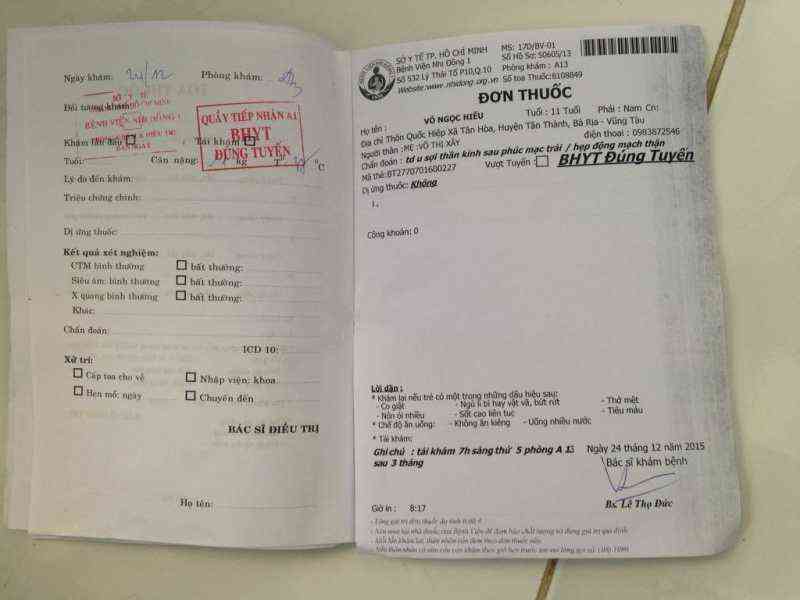 Ngày khám: 24/12 Phòng khám:
Đối tượng khám:
SỞ Y TẾ
BỆNH VIỆN NHI ĐỒNG 1
QUẦY TIẾP NHẬN A1
BHYT
ĐÚNG TUYẾN
Khám lần đầu Tái khám
Tuổi: Cân nặng: kg T° °C
Lý do đến khám:
Triệu chứng chính:
Dị ứng thuốc:
Kết quả xét nghiệm:
CTM bình thường bất thường:
Siêu âm: bình thường bất thường:
X quang bình thường bất thường:
Khác:
Chẩn đoán:
ICD 10:
Xử trí:
Cấp toa cho về Nhập viện: khoa
Hẹn mổ: ngày Chuyển đến
BÁC SĨ ĐIỀU TRỊ
Họ tên:
SỞ Y TẾ TP. HỒ CHÍ MINH
Bệnh Viện Nhi Đồng 1
Số 532 Lý Thái Tổ P10,Q.10
Website:www.nhidong.org.vn
MS: 17D/BV-01
Số Hồ Sơ: 50605/13
Phòng khám : A13
Số toa Thuốc:6108849
ĐƠN THUỐC
Họ tên : VÕ NGỌC HIẾU Tuổi : 11 Tuổi Phái : Nam Cn:
Địa chỉ Thôn Quốc Hiệp Xã Tân Hòa, Huyện Tân Thành, Bà Rịa - Vũng Tàu
Người thân :MẸ :VÕ THỊ XÂY điện thoại : 0983872546
Chẩn đoán :td u sợi thần kinh sau phúc mạc trái / hẹp động mạch thận
Mã thẻ:BT2770701600227 Vượt Tuyến: BHYT Đúng Tuyến
Dị ứng thuốc: Không
1,
Cộng khoản: 0
Lời dặn :
* Khám lại nếu trẻ có một trong những dấu hiệu sau:
- Co giật - Ngủ li bì hay vật vã, bứt rứt - Thở mệt
- Nôn ói nhiều - Sốt cao liên tục - Tiêu máu
* Chế độ ăn uống: - Không ăn kiêng - Uống nhiều nước
* Tái khám:
Ghi chú : tái khám 7h sáng thứ 5 phòng A 13
sau 3 tháng
Ngày 24 tháng 12 năm 2015
Bác sĩ khám bệnh
Bs. Lê Thọ Đức
Giờ in : 8:17